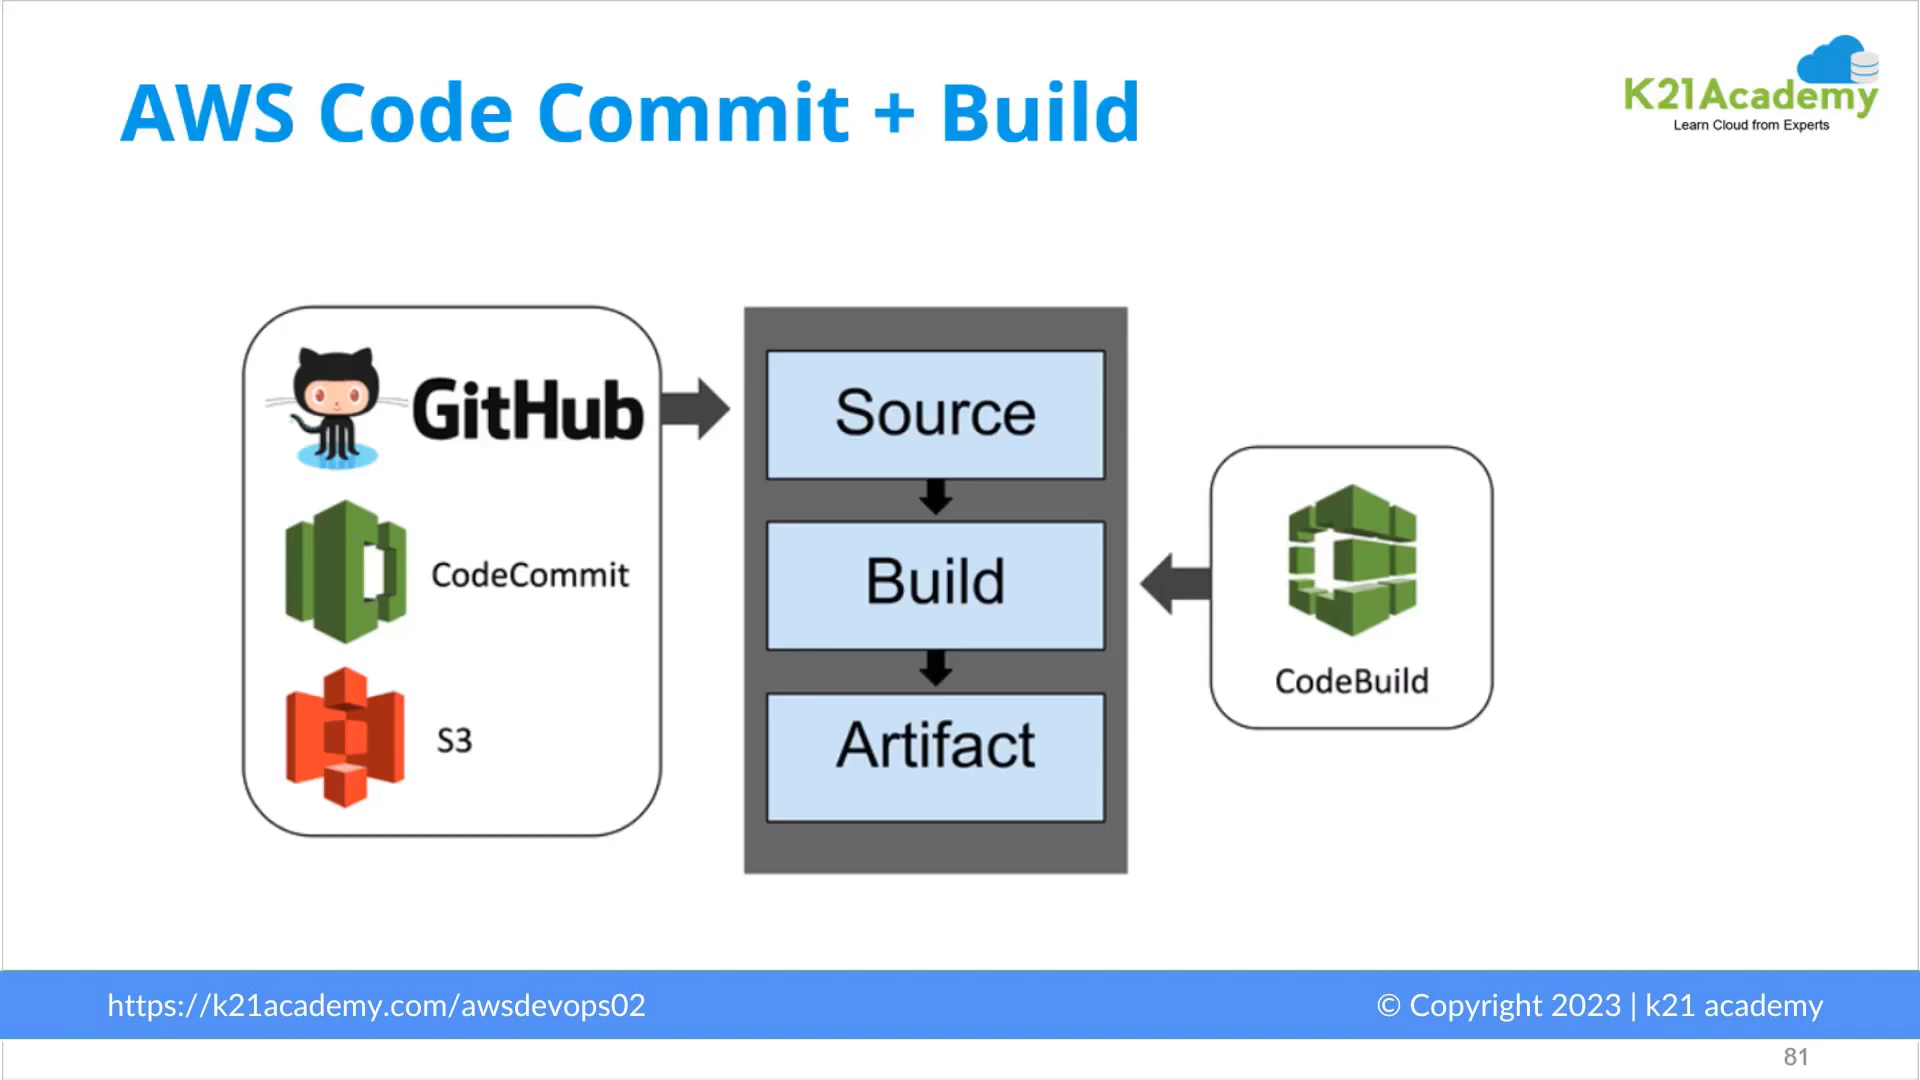 AWS Code Commit + Build
K21Academy
Learn Cloud from Experts
GitHub
CodeCommit
S3
Source
Build
Artifact
CodeBuild
https://k21academy.com/awsdevops02
© Copyright 2023 | k21 academy
81